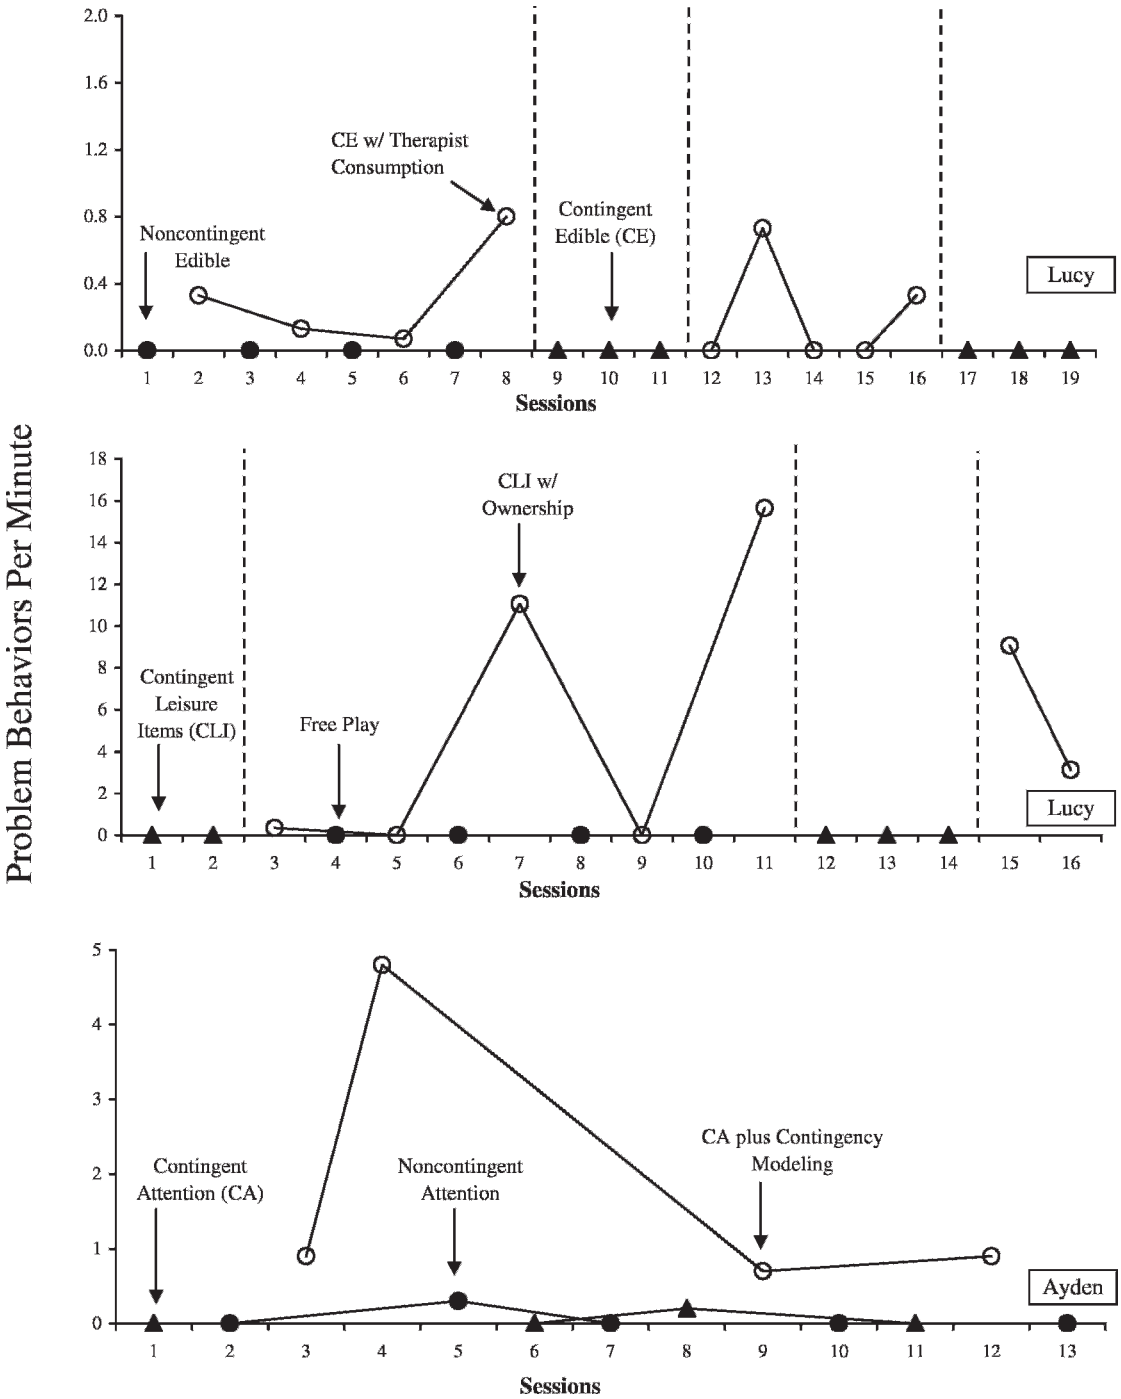 Problem Behaviors Per Minute
2.0
1.6
1.2
0.8
0.4
0.0
CE w/ Therapist
Consumption
Noncontingent
Edible
Contingent
Edible (CE)
Lucy
1 2 3 4 5 6 7 8 9 10 11 12 13 14 15 16 17 18 19
Sessions
18
16
14
12
10
8
6
4
2
0
CLI w/
Ownership
Contingent
Leisure
Items (CLI)
Free Play
Lucy
1 2 3 4 5 6 7 8 9 10 11 12 13 14 15 16
Sessions
5
4
3
2
1
0
CA plus Contingency
Modeling
Contingent
Attention (CA)
Noncontingent
Attention
Ayden
1 2 3 4 5 6 7 8 9 10 11 12 13
Sessions